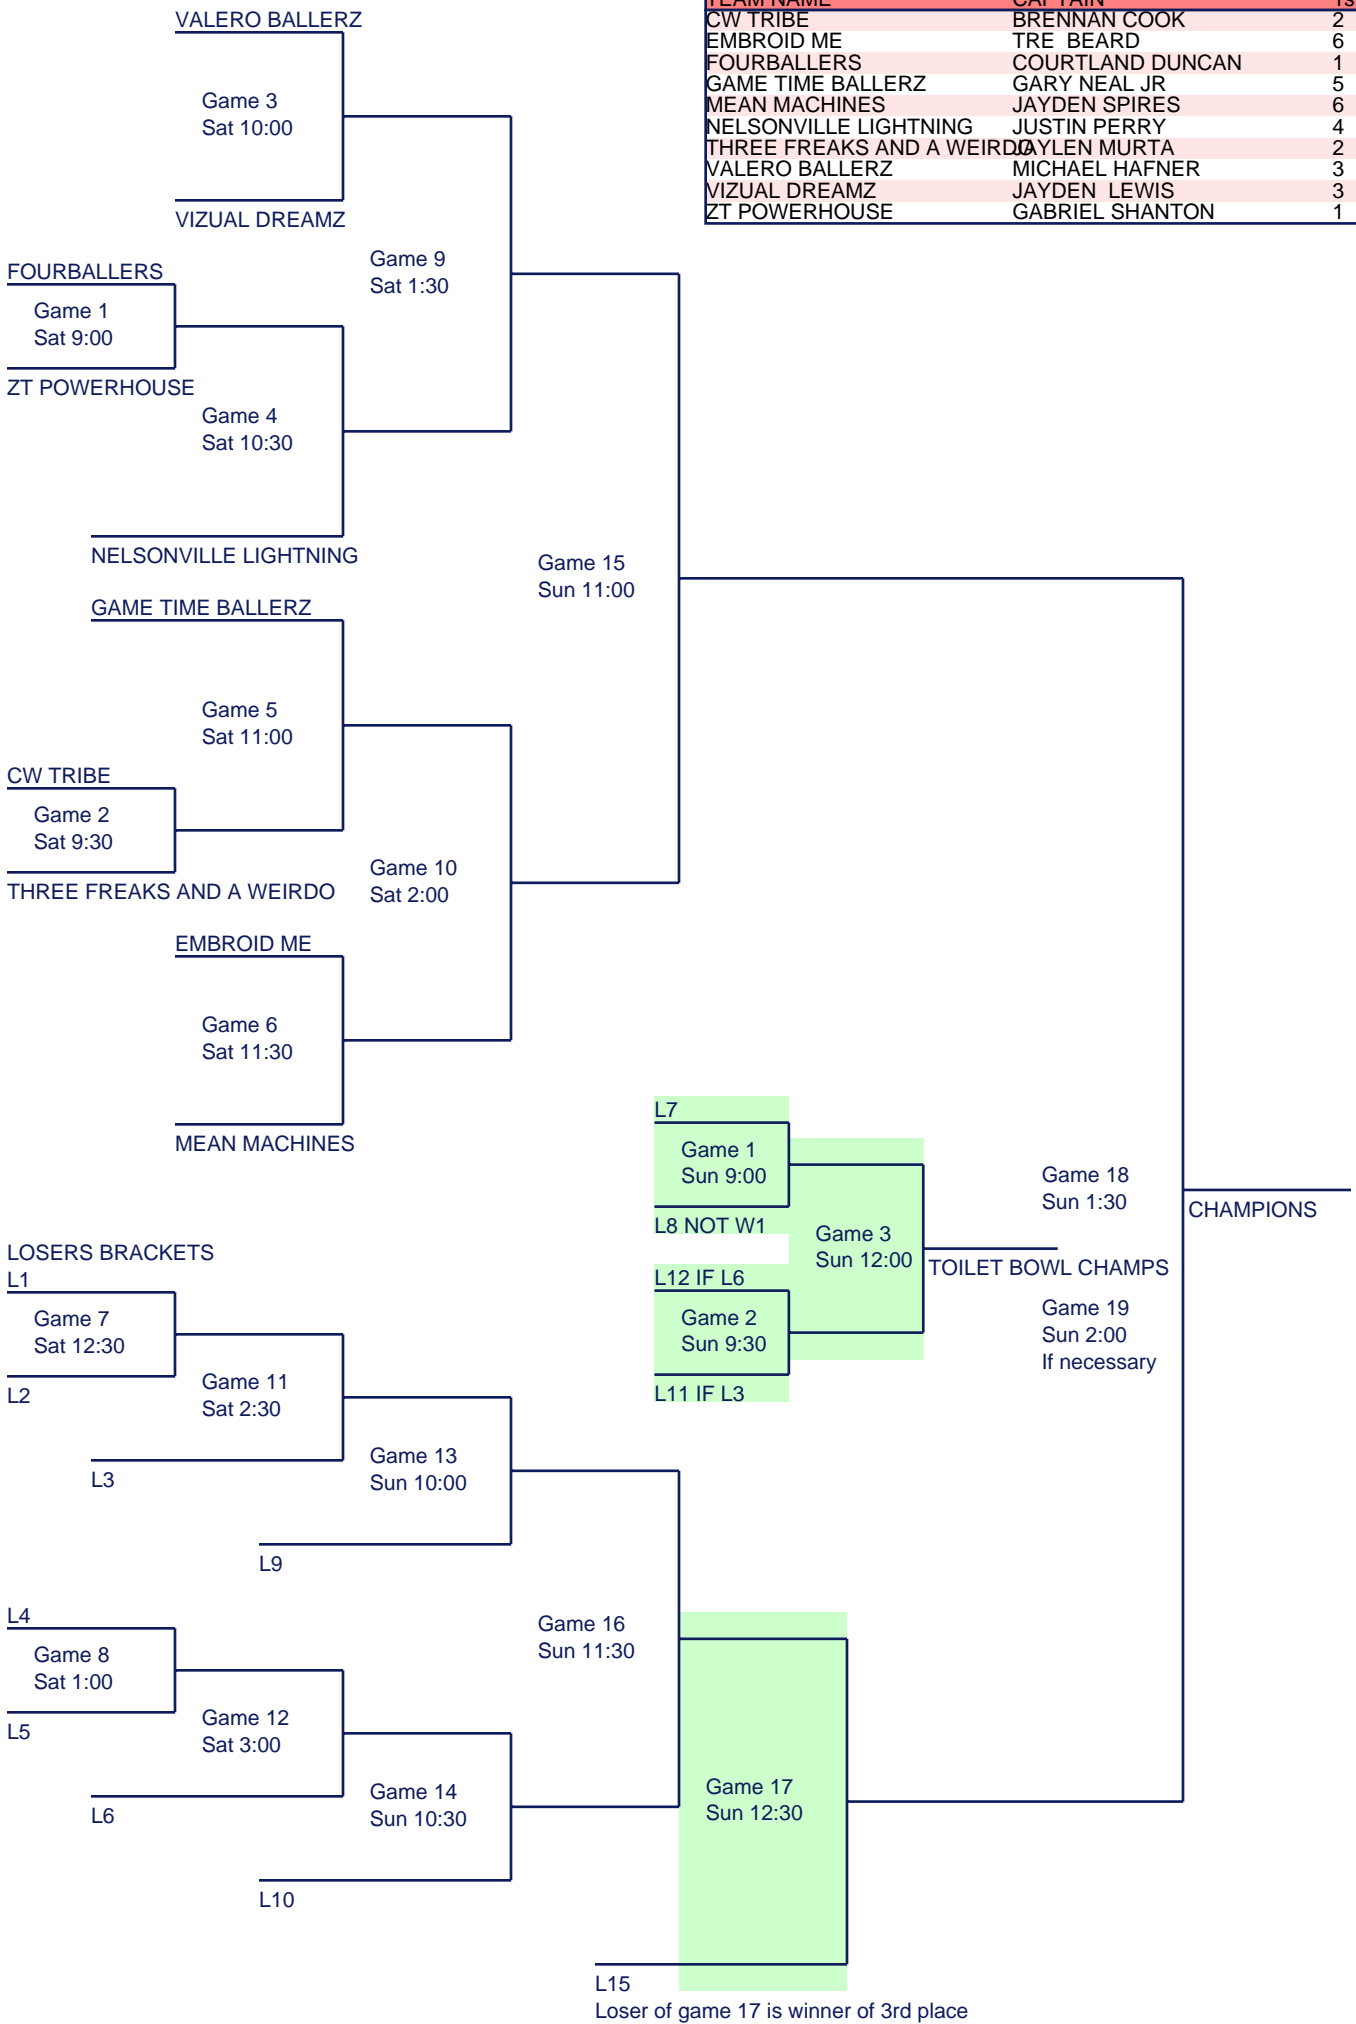 TEAM NAME CAPTAIN
CW TRIBE BRENNAN COOK 2
EMBROID ME TRE BEARD 6
FOURBALLERS COURTLAND DUNCAN 1
GAME TIME BALLERZ GARY NEAL JR 5
MEAN MACHINES JAYDEN SPIRES 6
NELSONVILLE LIGHTNING JUSTIN PERRY 4
THREE FREAKS AND A WEIRDO JAYLEN MURTA 2
VALERO BALLERZ MICHAEL HAFNER 3
VIZUAL DREAMZ JAYDEN LEWIS 3
ZT POWERHOUSE GABRIEL SHANTON 1
VALERO BALLERZ
Game 3
Sat 10:00
VIZUAL DREAMZ
Game 9
Sat 1:30
FOURBALLERS
Game 1
Sat 9:00
ZT POWERHOUSE
Game 4
Sat 10:30
NELSONVILLE LIGHTNING
Game 15
Sun 11:00
GAME TIME BALLERZ
Game 5
Sat 11:00
CW TRIBE
Game 2
Sat 9:30
THREE FREAKS AND A WEIRDO
Game 10
Sat 2:00
EMBROID ME
Game 6
Sat 11:30
MEAN MACHINES
L7
Game 1
Sun 9:00
L8 NOT W1
Game 3
Sun 12:00
L12 IF L6
Game 2
Sun 9:30
L11 IF L3
TOILET BOWL CHAMPS
Game 18
Sun 1:30
CHAMPIONS
Game 19
Sun 2:00
If necessary
LOSERS BRACKETS
L1
Game 7
Sat 12:30
L2
Game 11
Sat 2:30
L3
Game 13
Sun 10:00
L9
L4
Game 8
Sat 1:00
L5
Game 12
Sat 3:00
L6
Game 14
Sun 10:30
L10
Game 16
Sun 11:30
Game 17
Sun 12:30
L15
Loser of game 17 is winner of 3rd place